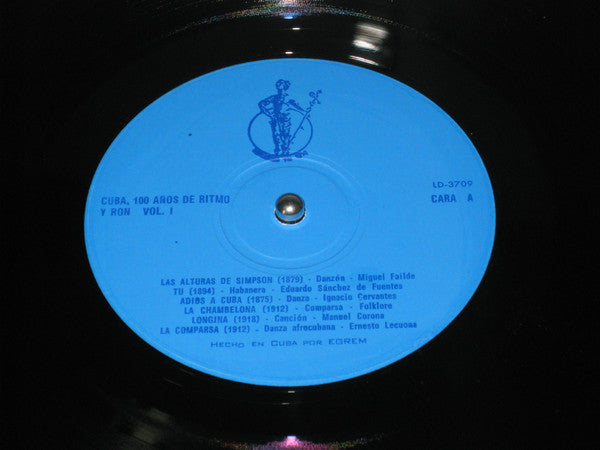 CUBA, 100 AÑOS DE RITMO
Y RON VOL. I
LD-3709
CARA A
LAS ALTURAS DE SIMPSON (1879) - Danzón - Miguel Failde
TU (1894) - Habanera - Eduardo Sánchez de Fuentes
ADIOS A CUBA (1875) - Danza - Ignacio Cervantes
LA CHAMBELONA (1912) - Comparsa - Folklore
LONGINA (1918) - Canción - Manuel Corona
LA COMPARSA (1912) - Danza afrocubana - Ernesto Lecuona
HECHO EN CUBA POR EGREM